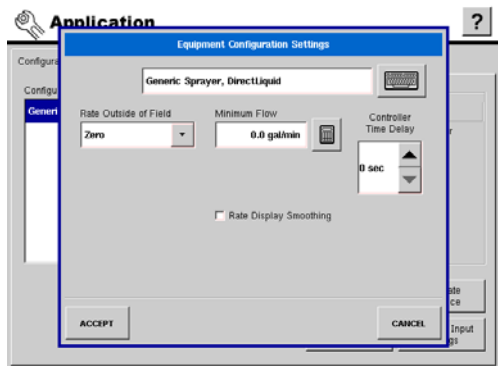 Application
?
Equipment Configuration Settings
Configura
Generic Sprayer, DirectLiquid
Configu
Generi
Rate Outside of Field
Minimum Flow
Controller
Time Delay
Zero
0.0 gal/min
r
0 sec
Rate Display Smoothing
ate
ce
ACCEPT
CANCEL
Input
gs